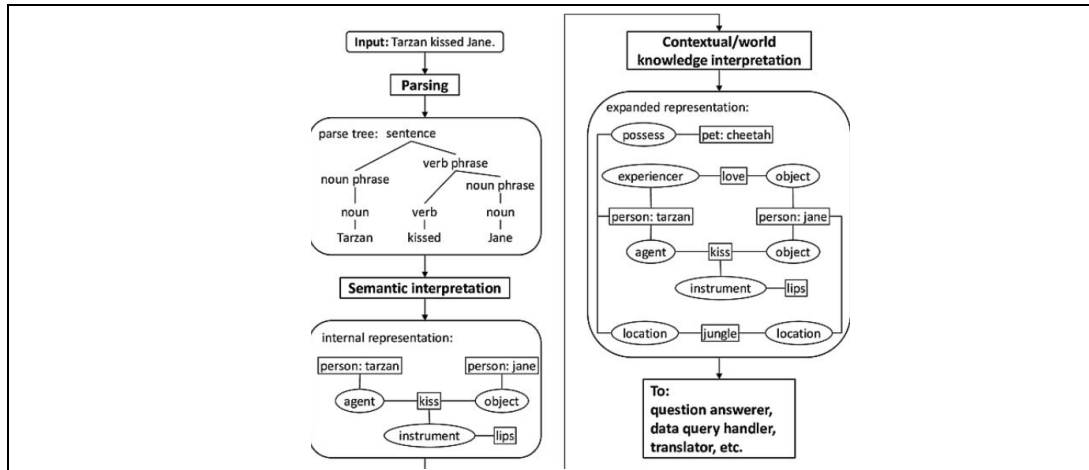 Input: Tarzan kissed Jane.
Parsing
parse tree: sentence
verb phrase
noun phrase
noun phrase
noun verb noun
Tarzan kissed Jane
Semantic interpretation
internal representation:
person: tarzan person: jane
agent kiss object
instrument lips
Contextual/world
knowledge interpretation
expanded representation:
possess pet: cheetah
experiencer love object
person: tarzan person: jane
agent kiss object
instrument lips
location jungle location
To:
question answerer,
data query handler,
translator, etc.